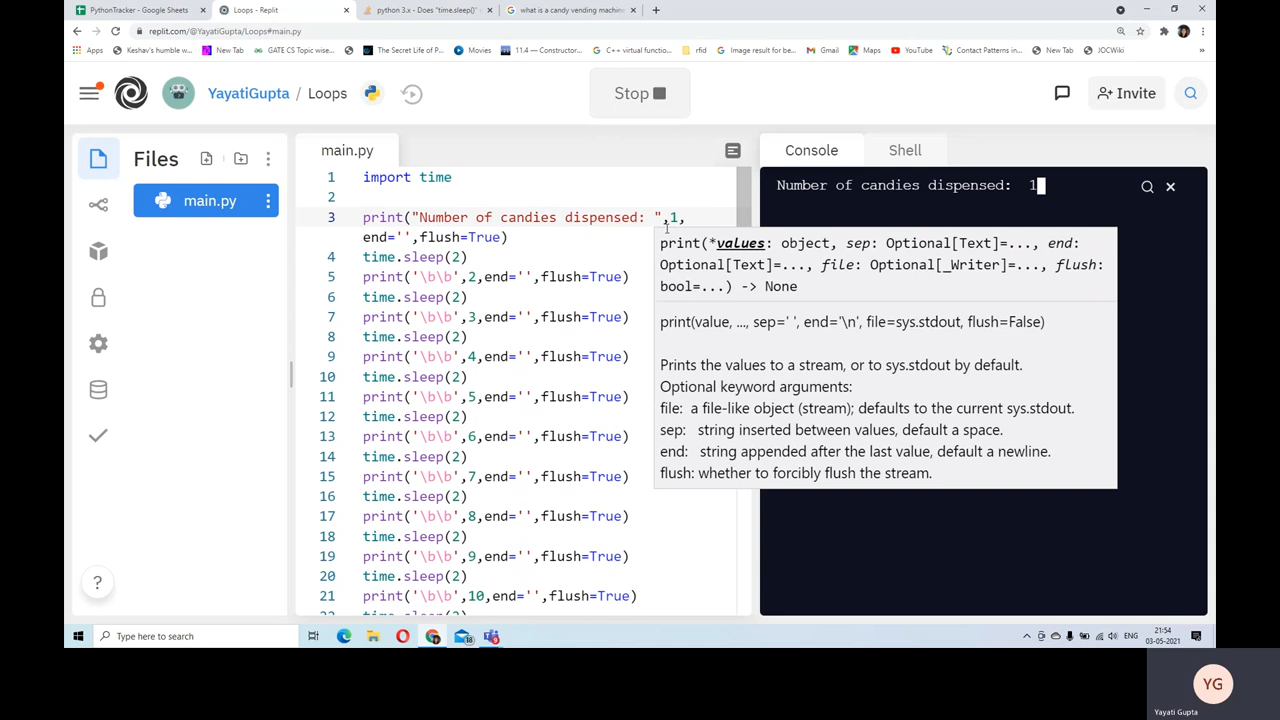 PythonTracker - Google Sheets
Loops - Replit
python 3.x - Does "time.sleep()"
what is a candy vending machin
replit.com/@YayatiGupta/Loops#main.py
Apps
Keshav's humble w
New Tab
GATE CS Topic wise
The Secret Life of P
Movies
11.4 — Constructor
C++ virtual functio
rfid
Image result for be
Gmail
Maps
YouTube
Contact Patterns in
New Tab
JOCWiki
YayatiGupta / Loops
Stop
Invite
Files
main.py
main.py
1 import time
2
3 print("Number of candies dispensed: ",1,
end='',flush=True)
4 time.sleep(2)
5 print('\b\b',2,end='',flush=True)
6 time.sleep(2)
7 print('\b\b',3,end='',flush=True)
8 time.sleep(2)
9 print('\b\b',4,end='',flush=True)
10 time.sleep(2)
11 print('\b\b',5,end='',flush=True)
12 time.sleep(2)
13 print('\b\b',6,end='',flush=True)
14 time.sleep(2)
15 print('\b\b',7,end='',flush=True)
16 time.sleep(2)
17 print('\b\b',8,end='',flush=True)
18 time.sleep(2)
19 print('\b\b',9,end='',flush=True)
20 time.sleep(2)
21 print('\b\b',10,end='',flush=True)
22 time.sleep(2)
Console
Shell
Number of candies dispensed:  1
print(*values: object, sep: Optional[Text]=..., end:
Optional[Text]=..., file: Optional[_Writer]=..., flush:
bool=...) -> None
print(value, ..., sep=' ', end='\n', file=sys.stdout, flush=False)
Prints the values to a stream, or to sys.stdout by default.
Optional keyword arguments:
file:  a file-like object (stream); defaults to the current sys.stdout.
sep:   string inserted between values, default a space.
end:   string appended after the last value, default a newline.
flush: whether to forcibly flush the stream.
?
Type here to search
18
ENG
21:54
03-05-2021
YG
Yayati Gupta